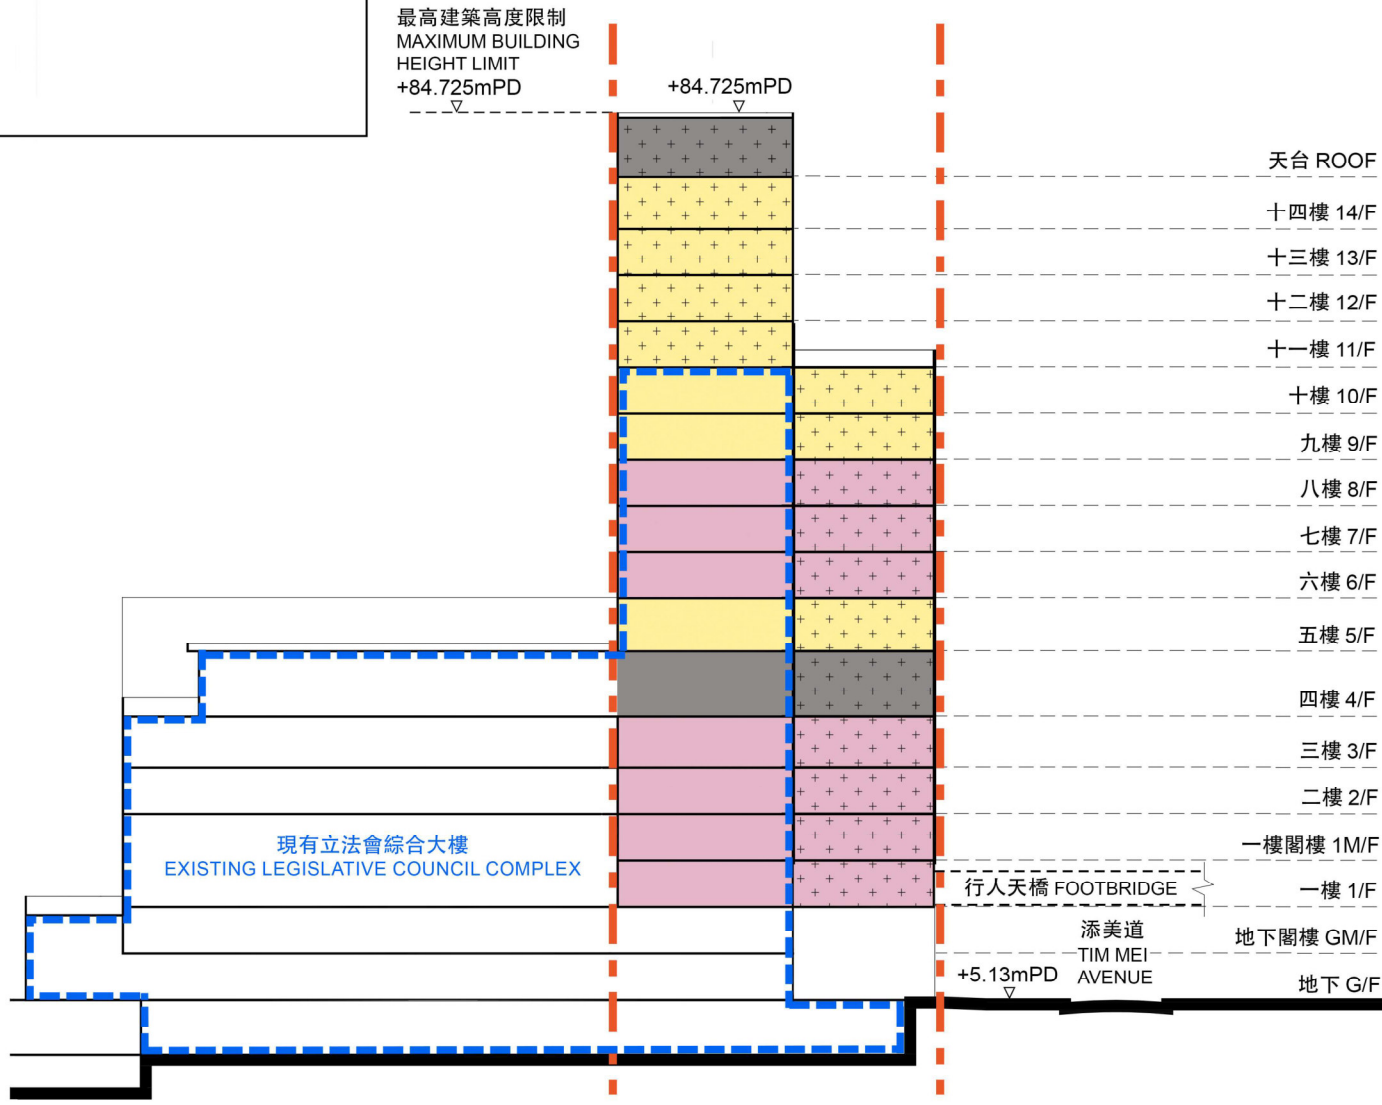 最高建築高度限制
MAXIMUM BUILDING
HEIGHT LIMIT
+84.725mPD
+84.725mPD
天台 ROOF
十四樓 14/F
十三樓 13/F
十二樓 12/F
十一樓 11/F
十樓 10/F
九樓 9/F
八樓 8/F
七樓 7/F
六樓 6/F
五樓 5/F
四樓 4/F
三樓 3/F
二樓 2/F
一樓閣樓 1M/F
一樓 1/F
地下閣樓 GM/F
地下 G/F
現有立法會綜合大樓
EXISTING LEGISLATIVE COUNCIL COMPLEX
行人天橋 FOOTBRIDGE
添美道
TIM MEI
AVENUE
+5.13mPD